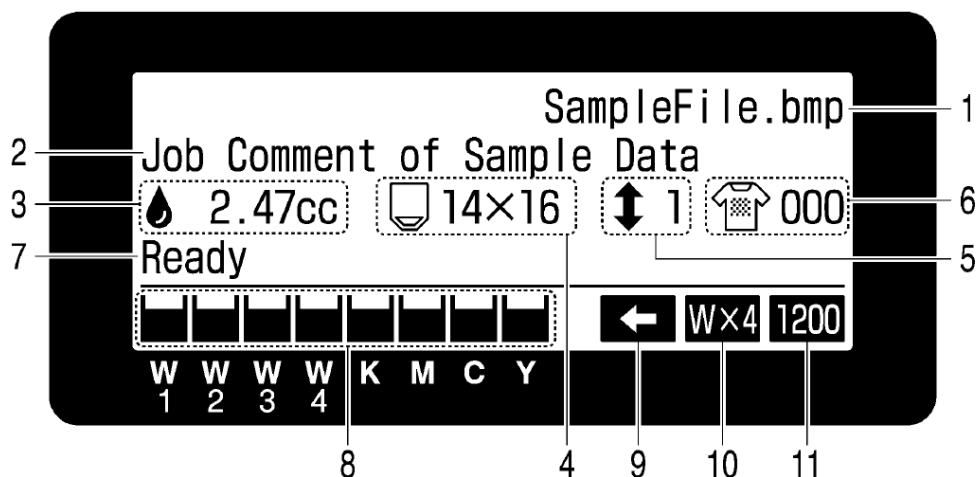 SampleFile.bmp 1
2 Job Comment of Sample Data
3 2.47cc 14×16 1 000 6
7 Ready 5
W×4 1200
W W W W K M C Y
1 2 3 4
8 4 9 10 11